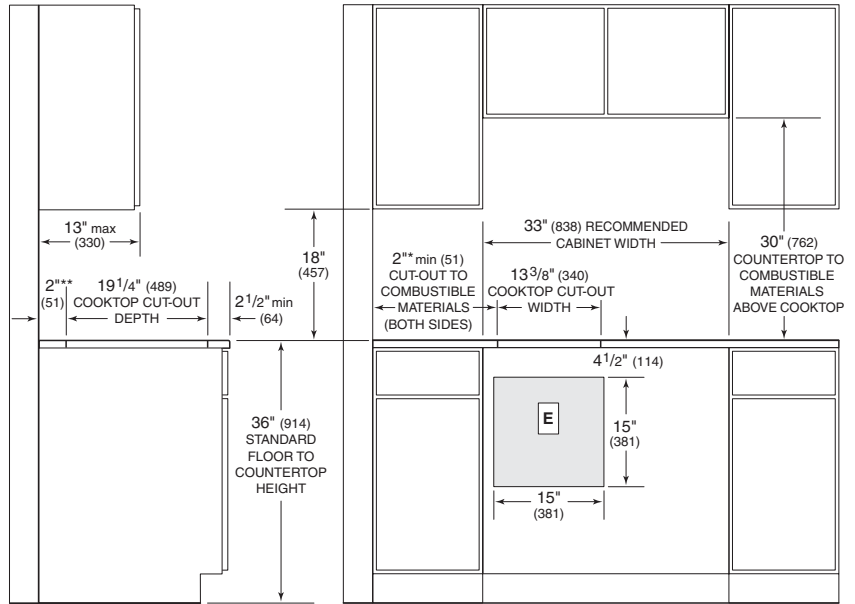 13" max
(330)
2"**
(51)
19 1/4" (489)
COOKTOP CUT-OUT
DEPTH
2 1/2" min
(64)
18"
(457)
36" (914)
STANDARD
FLOOR TO
COUNTERTOP
HEIGHT
2"* min (51)
CUT-OUT TO
COMBUSTIBLE
MATERIALS
(BOTH SIDES)
33" (838) RECOMMENDED
CABINET WIDTH
13 3/8" (340)
COOKTOP CUT-OUT
WIDTH
30" (762)
COUNTERTOP TO
COMBUSTIBLE
MATERIALS
ABOVE COOKTOP
4 1/2" (114)
E
15"
(381)
15"
(381)